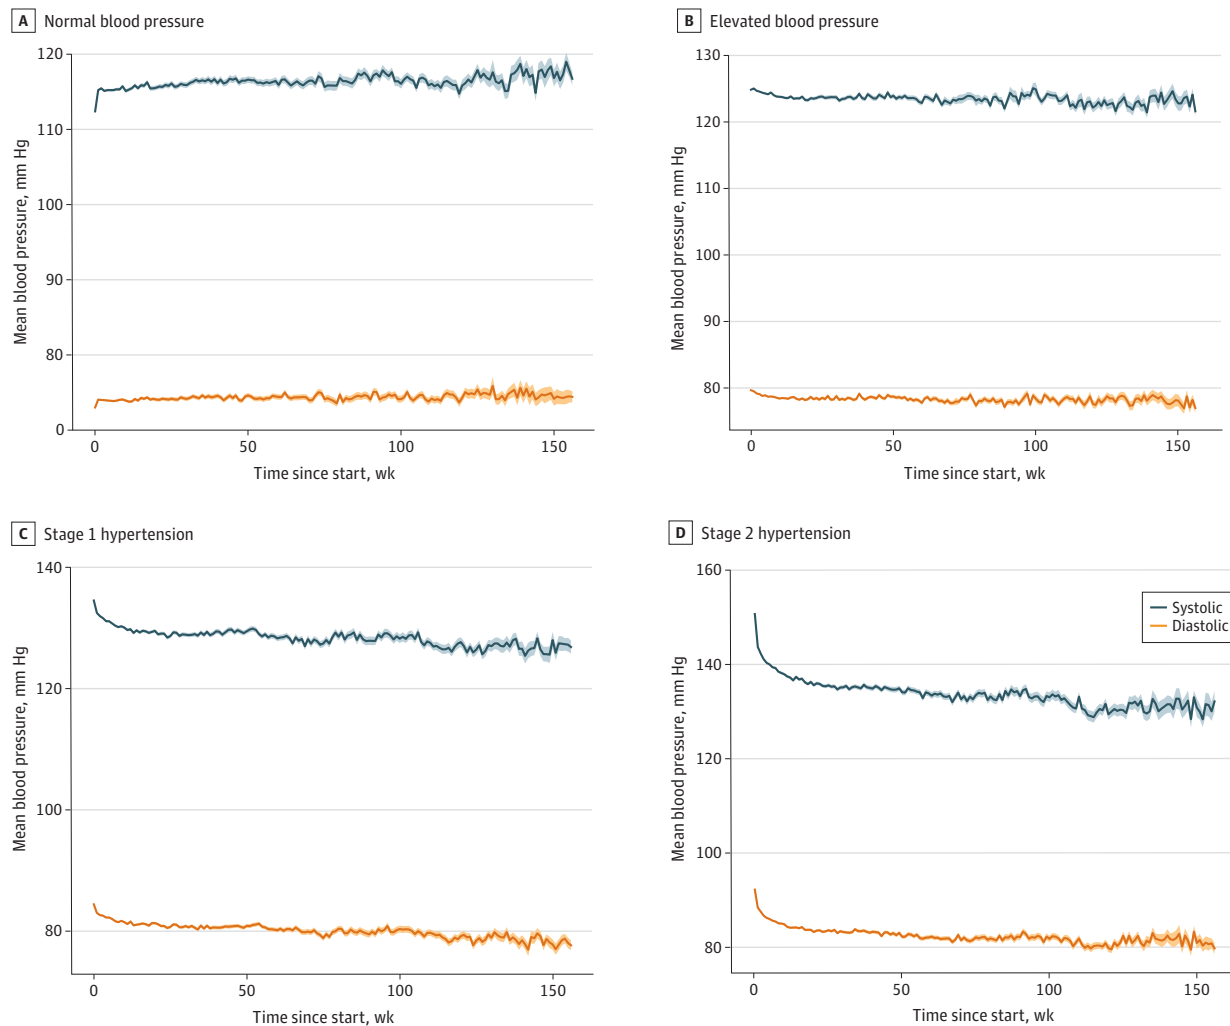 A Normal blood pressure
120
110
100
90
80
0
Mean blood pressure, mm Hg
0 50 100 150
Time since start, wk
B Elevated blood pressure
130
120
110
100
90
80
Mean blood pressure, mm Hg
0 50 100 150
Time since start, wk
C Stage 1 hypertension
140
120
100
80
Mean blood pressure, mm Hg
0 50 100 150
Time since start, wk
D Stage 2 hypertension
160
140
120
100
80
Mean blood pressure, mm Hg
Systolic
Diastolic
0 50 100 150
Time since start, wk